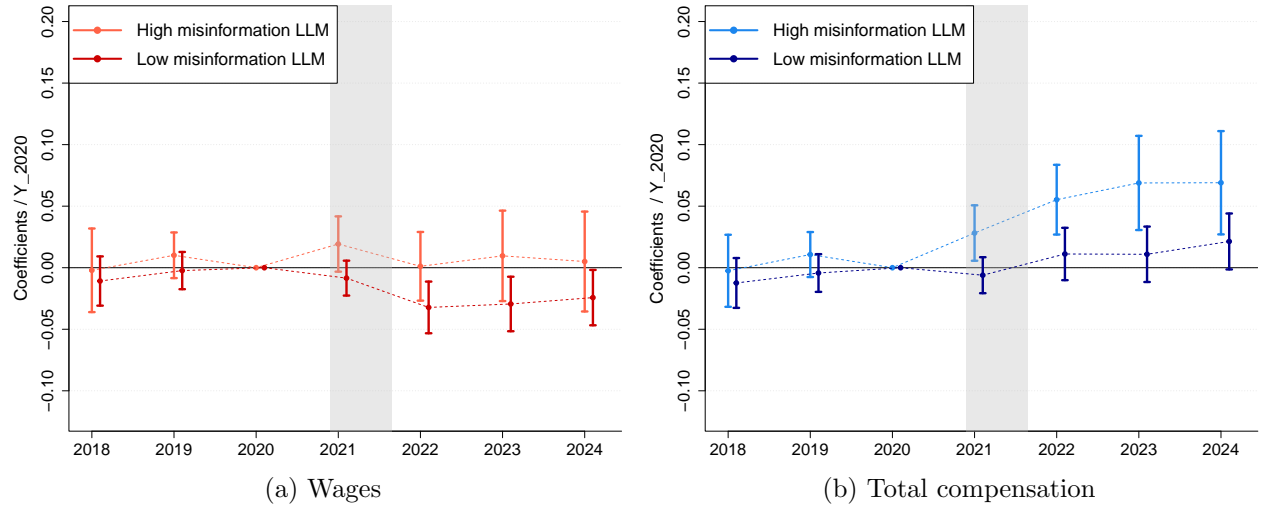 High misinformation LLM
Low misinformation LLM
Coefficients / Y_2020
0.20
0.15
0.10
0.05
0.00
−0.05
−0.10
2018 2019 2020 2021 2022 2023 2024
(a) Wages
High misinformation LLM
Low misinformation LLM
Coefficients / Y_2020
0.20
0.15
0.10
0.05
0.00
−0.05
−0.10
2018 2019 2020 2021 2022 2023 2024
(b) Total compensation